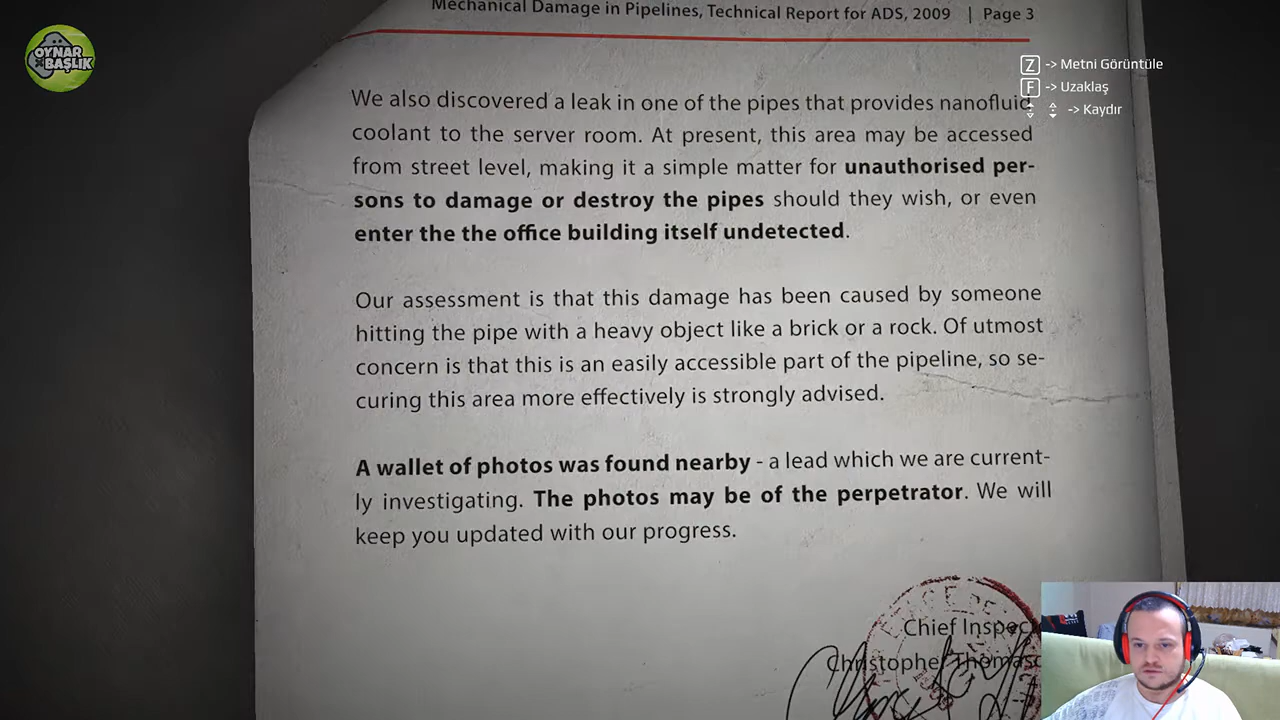 Mechanical Damage in Pipelines, Technical Report for ADS, 2009 | Page 3
OYNAR
BAŞLIK
Z -> Metni Görüntüle
F -> Uzaklaş
-> Kaydır
We also discovered a leak in one of the pipes that provides nanofluid
coolant to the server room. At present, this area may be accessed
from street level, making it a simple matter for unauthorised per-
sons to damage or destroy the pipes should they wish, or even
enter the the office building itself undetected.
Our assessment is that this damage has been caused by someone
hitting the pipe with a heavy object like a brick or a rock. Of utmost
concern is that this is an easily accessible part of the pipeline, so se-
curing this area more effectively is strongly advised.
A wallet of photos was found nearby - a lead which we are current-
ly investigating. The photos may be of the perpetrator. We will
keep you updated with our progress.
Chief
Christopher